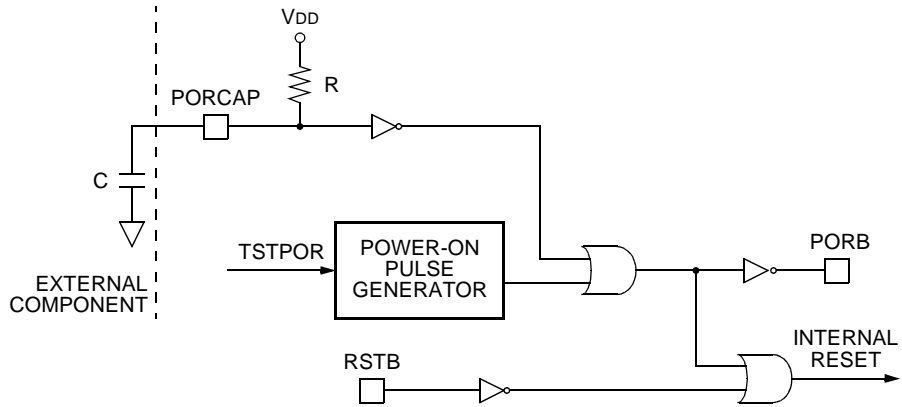 VDD
R
PORCAP
C
TSTPOR
POWER-ON
PULSE
GENERATOR
PORB
EXTERNAL
COMPONENT
INTERNAL
RESET
RSTB